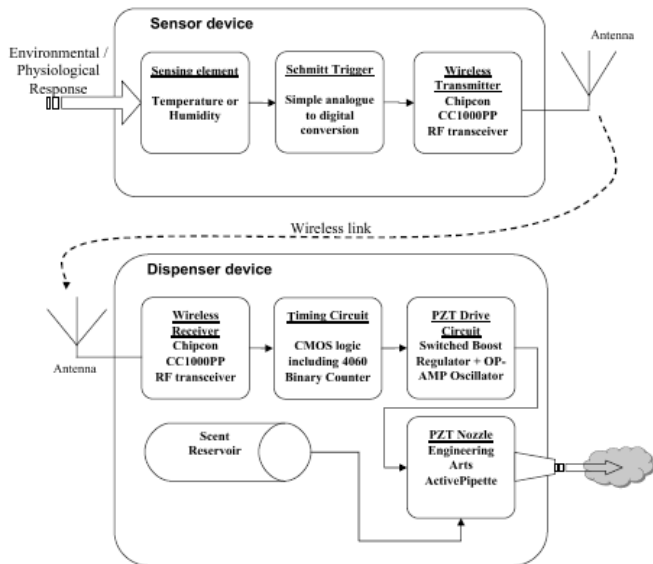 Sensor device
Antenna
Environmental /
Physiological
Response
Sensing element
Temperature or
Humidity
Schmitt Trigger
Simple analogue
to digital
conversion
Wireless
Transmitter
Chipcon
CC1000PP
RF transceiver
Wireless link
Dispenser device
Antenna
Wireless
Receiver
Chipcon
CC1000PP
RF transceiver
Timing Circuit
CMOS logic
including 4060
Binary Counter
PZT Drive
Circuit
Switched Boost
Regulator + OP-
AMP Oscillator
Scent
Reservoir
PZT Nozzle
Engineering
Arts
ActivePipette